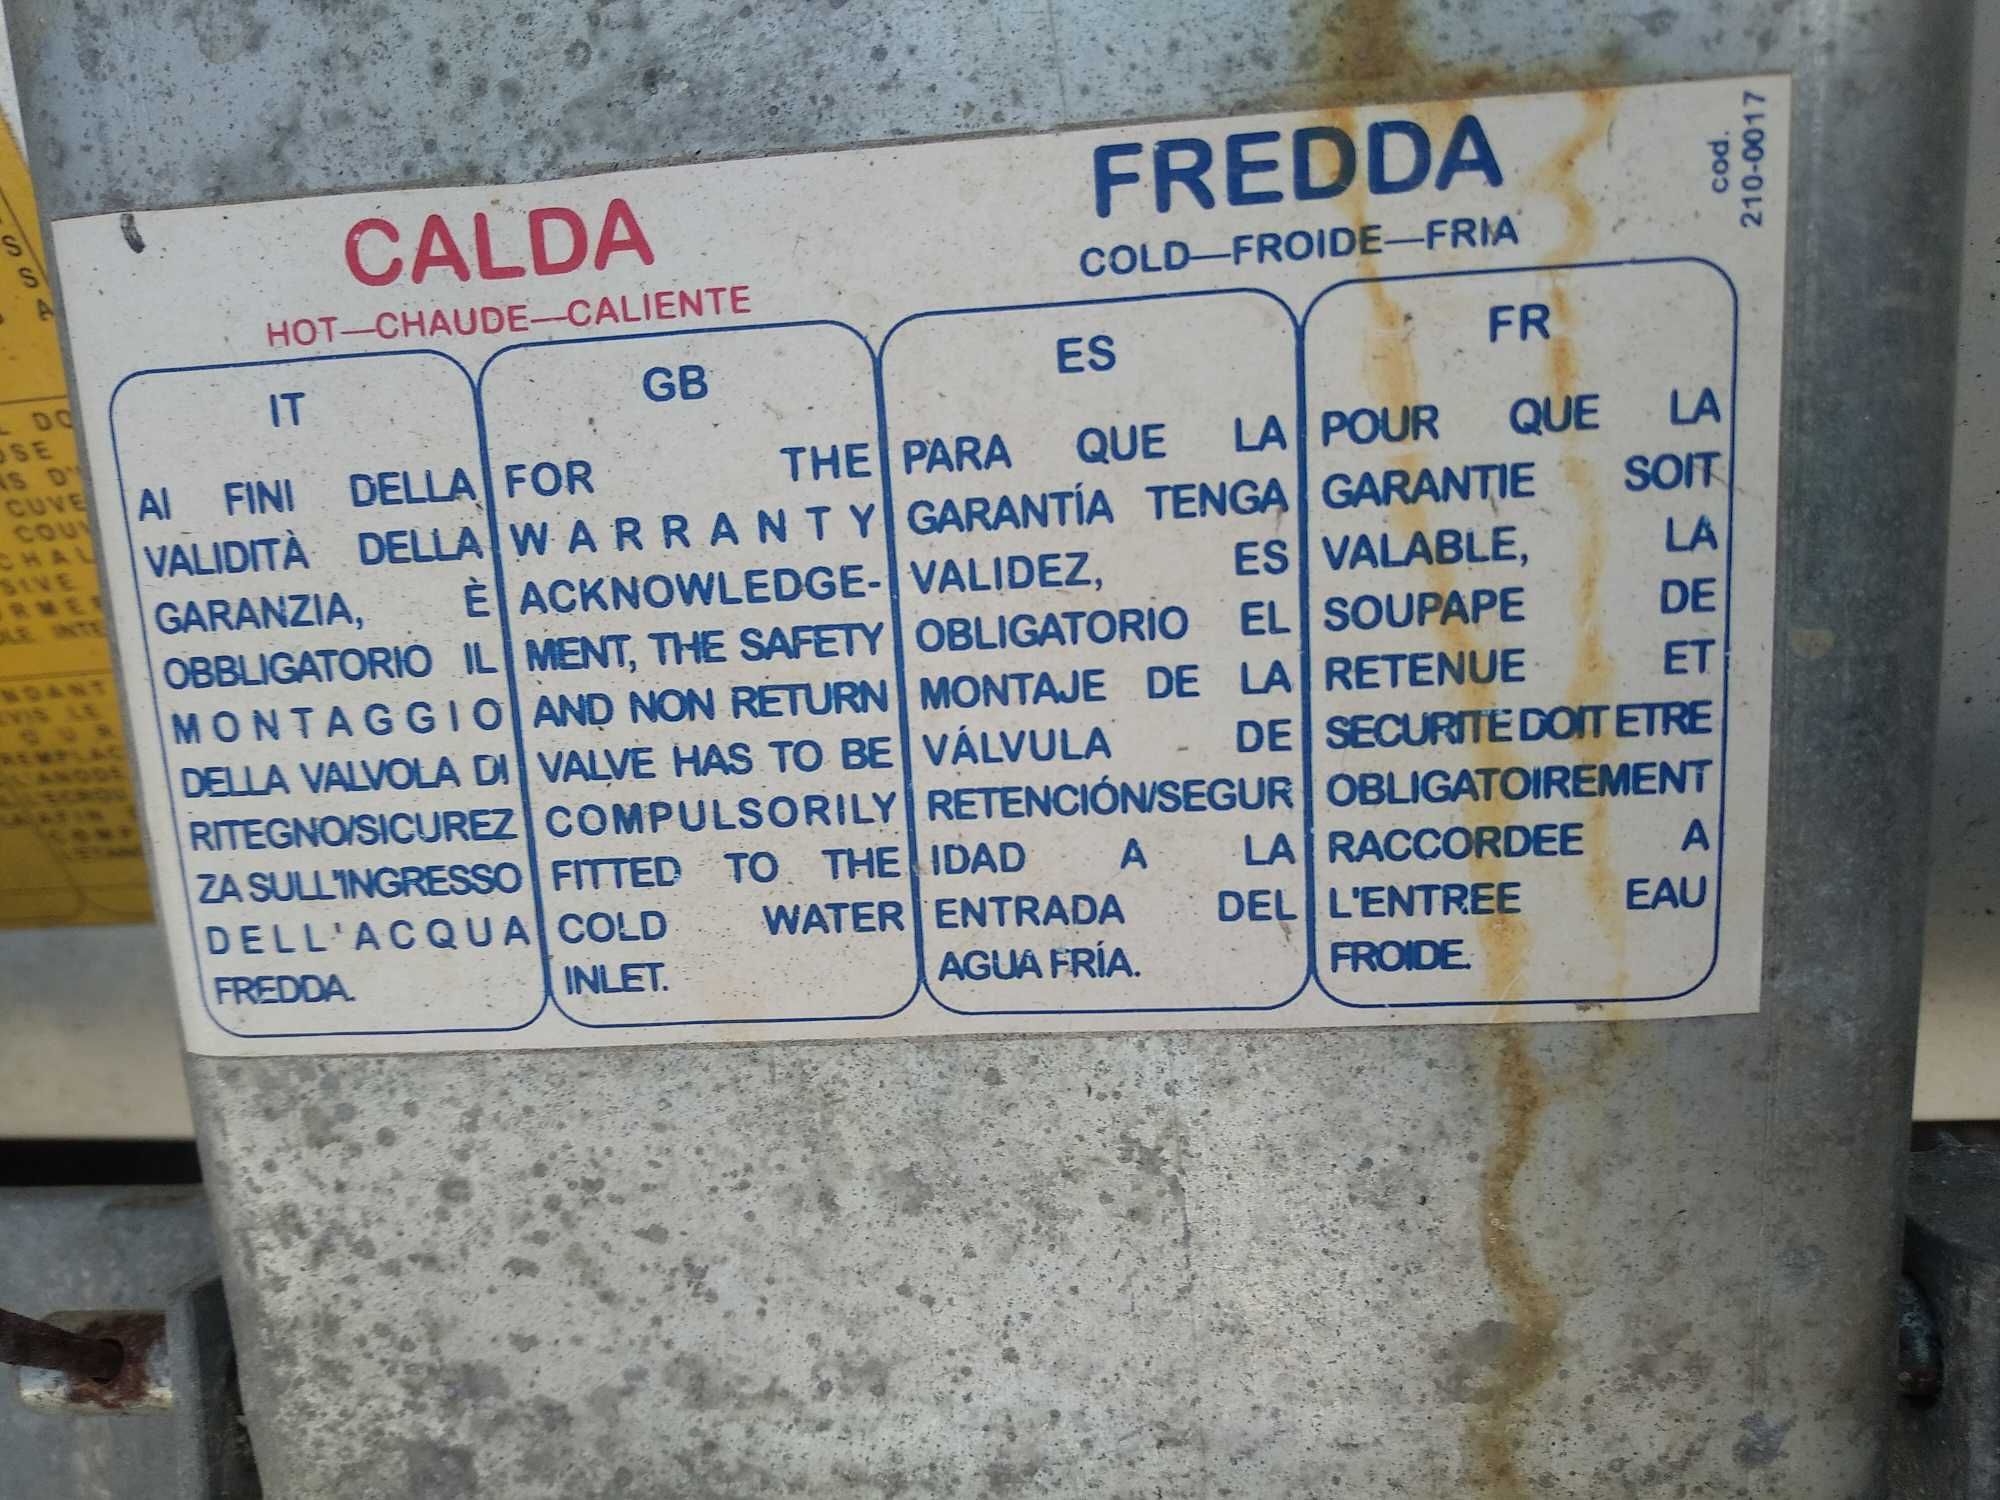 CALDA
HOT—CHAUDE—CALIENTE
FREDDA
COLD—FROIDE—FRIA
cod.
210-0017
IT
AI FINI DELLA
VALIDITÀ DELLA
GARANZIA, È
OBBLIGATORIO IL
MONTAGGIO
DELLA VALVOLA DI
RITEGNO/SICUREZ
ZA SULL'INGRESSO
DELL'ACQUA
FREDDA.
GB
FOR THE
WARRANTY
ACKNOWLEDGE-
MENT, THE SAFETY
AND NON RETURN
VALVE HAS TO BE
COMPULSORILY
FITTED TO THE
COLD WATER
INLET.
ES
PARA QUE LA
GARANTÍA TENGA
VALIDEZ, ES
OBLIGATORIO EL
MONTAJE DE LA
VÁLVULA DE
RETENCIÓN/SEGUR
IDAD A LA
ENTRADA DEL
AGUA FRÍA.
FR
POUR QUE LA
GARANTIE SOIT
VALABLE, LA
SOUPAPE DE
RETENUE ET
SECURITE DOIT ETRE
OBLIGATOIREMENT
RACCORDEE A
L'ENTREE EAU
FROIDE.